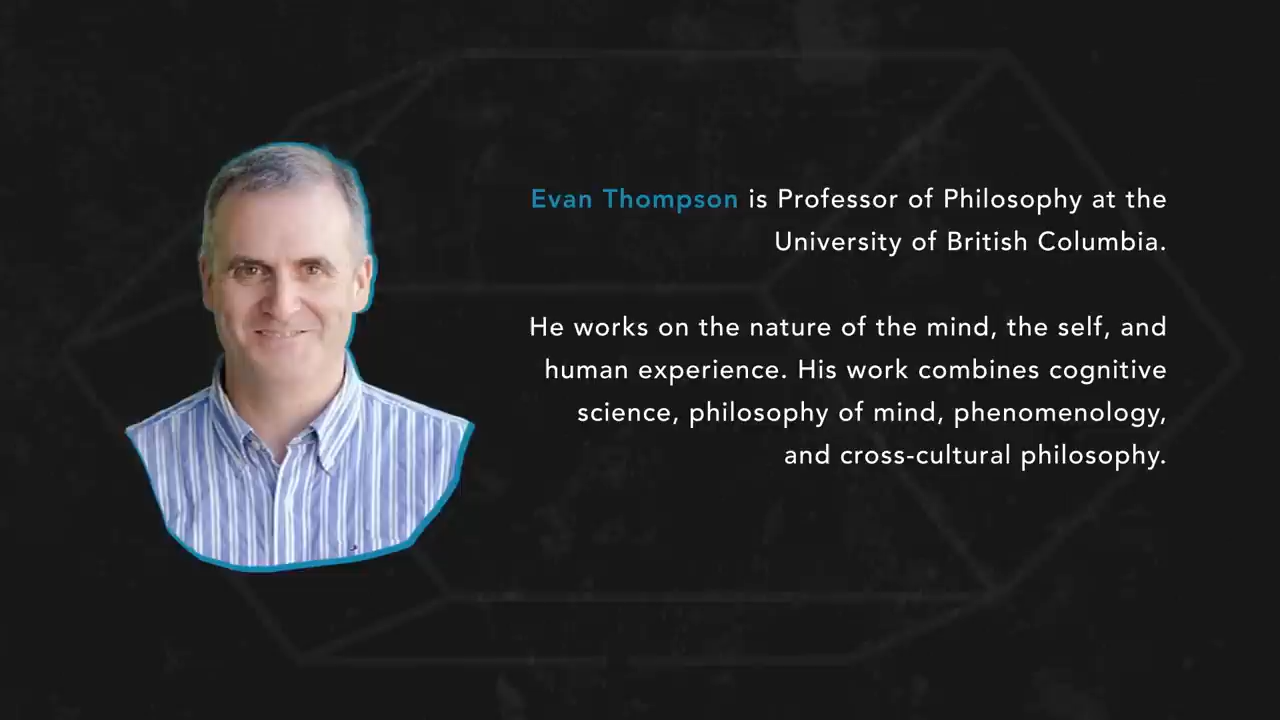 Evan Thompson is Professor of Philosophy at the
University of British Columbia.
He works on the nature of the mind, the self, and
human experience. His work combines cognitive
science, philosophy of mind, phenomenology,
and cross-cultural philosophy.